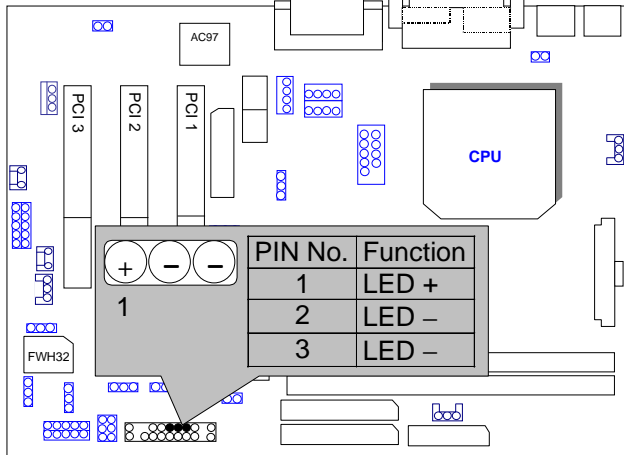 AC97
PCI 3
PCI 2
PCI 1
CPU
+ – –
1
PIN No. Function
1 LED +
2 LED –
3 LED –
FWH32